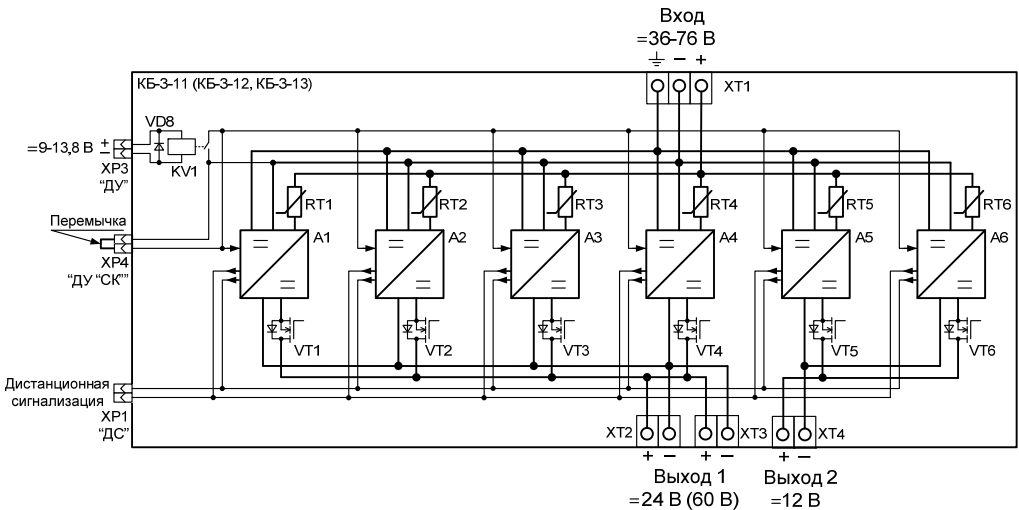 Вход
=36-76 В
+
XT1
КБ-3-11 (КБ-3-12, КБ-3-13)
VD8
=9-13,8 В
+
−
KV1
XP3
"ДУ"
RT1
RT2
RT3
RT4
RT5
RT6
Перемычка
A1
A2
A3
A4
A5
A6
XP4
"ДУ "СК""
VT1
VT2
VT3
VT4
VT5
VT6
Дистанционная
сигнализация
XP1
"ДС"
XT2
XT3
XT4
+ − + − + −
Выход 1
=24 В (60 В)
Выход 2
=12 В